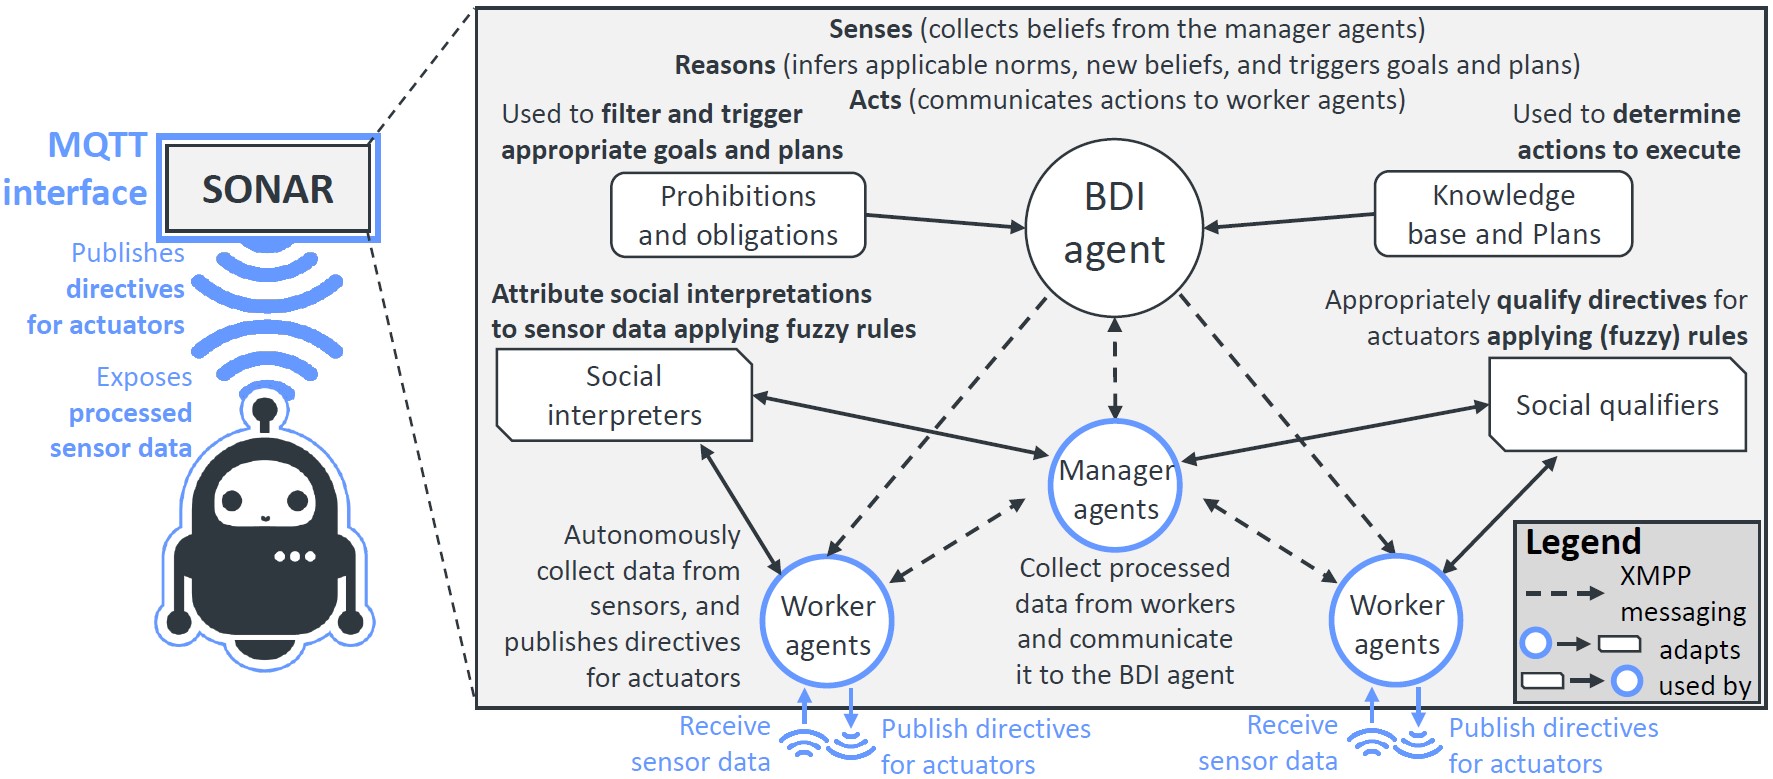 Senses (collects beliefs from the manager agents)
Reasons (infers applicable norms, new beliefs, and triggers goals and plans)
Acts (communicates actions to worker agents)
Used to filter and trigger
appropriate goals and plans
Used to determine
actions to execute
MQTT
interface
SONAR
Prohibitions
and obligations
BDI
agent
Knowledge
base and Plans
Publishes
directives
for actuators
Exposes
processed
sensor data
Attribute social interpretations
to sensor data applying fuzzy rules
Appropriately qualify directives for
actuators applying (fuzzy) rules
Social
interpreters
Social qualifiers
Manager
agents
Autonomously
collect data from
sensors, and
publishes directives
for actuators
Worker
agents
Collect processed
data from workers
and communicate
it to the BDI agent
Worker
agents
Legend
XMPP
messaging
adapts
used by
Receive
sensor data
Publish directives
for actuators
Receive
sensor data
Publish directives
for actuators